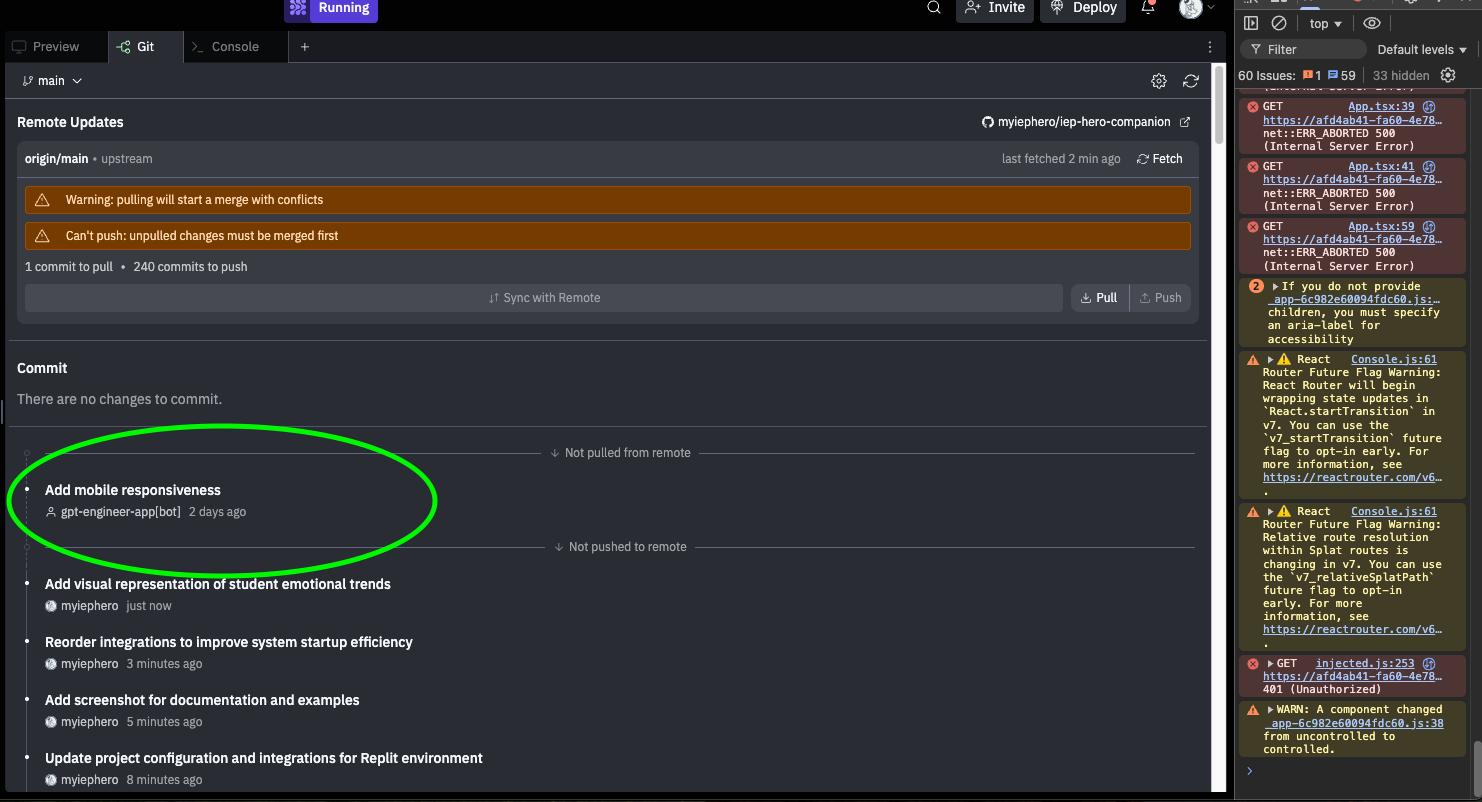 Running
Invite
Deploy
Preview
Git
Console
main
Remote Updates
myiephero/iep-hero-companion
origin/main • upstream
last fetched 2 min ago
Fetch
Warning: pulling will start a merge with conflicts
Can't push: unpulled changes must be merged first
1 commit to pull • 240 commits to push
Sync with Remote
Pull
Push
Commit
There are no changes to commit.
Not pulled from remote
Add mobile responsiveness
gpt-engineer-app[bot] 2 days ago
Not pushed to remote
Add visual representation of student emotional trends
myiephero just now
Reorder integrations to improve system startup efficiency
myiephero 3 minutes ago
Add screenshot for documentation and examples
myiephero 5 minutes ago
Update project configuration and integrations for Replit environment
myiephero 8 minutes ago
top
Filter
Default levels
60 Issues: 1 59 33 hidden
(Internal Server Error)
GET App.tsx:39
https://afd4ab41-fa60-4e78…
net::ERR_ABORTED 500
(Internal Server Error)
GET App.tsx:41
https://afd4ab41-fa60-4e78…
net::ERR_ABORTED 500
(Internal Server Error)
GET App.tsx:59
https://afd4ab41-fa60-4e78…
net::ERR_ABORTED 500
(Internal Server Error)
2 If you do not provide
_app-6c982e60094fdc60.js:…
children, you must specify
an aria-label for
accessibility
React Console.js:61
Router Future Flag Warning:
React Router will begin
wrapping state updates in
`React.startTransition` in
v7. You can use the
`v7_startTransition` future
flag to opt-in early. For
more information, see
https://reactrouter.com/v6…
.
React Console.js:61
Router Future Flag Warning:
Relative route resolution
within Splat routes is
changing in v7. You can use
the `v7_relativeSplatPath`
future flag to opt-in
early. For more
information, see
https://reactrouter.com/v6…
.
GET injected.js:253
https://afd4ab41-fa60-4e78…
401 (Unauthorized)
WARN: A component changed
_app-6c982e60094fdc60.js:38
from uncontrolled to
controlled.